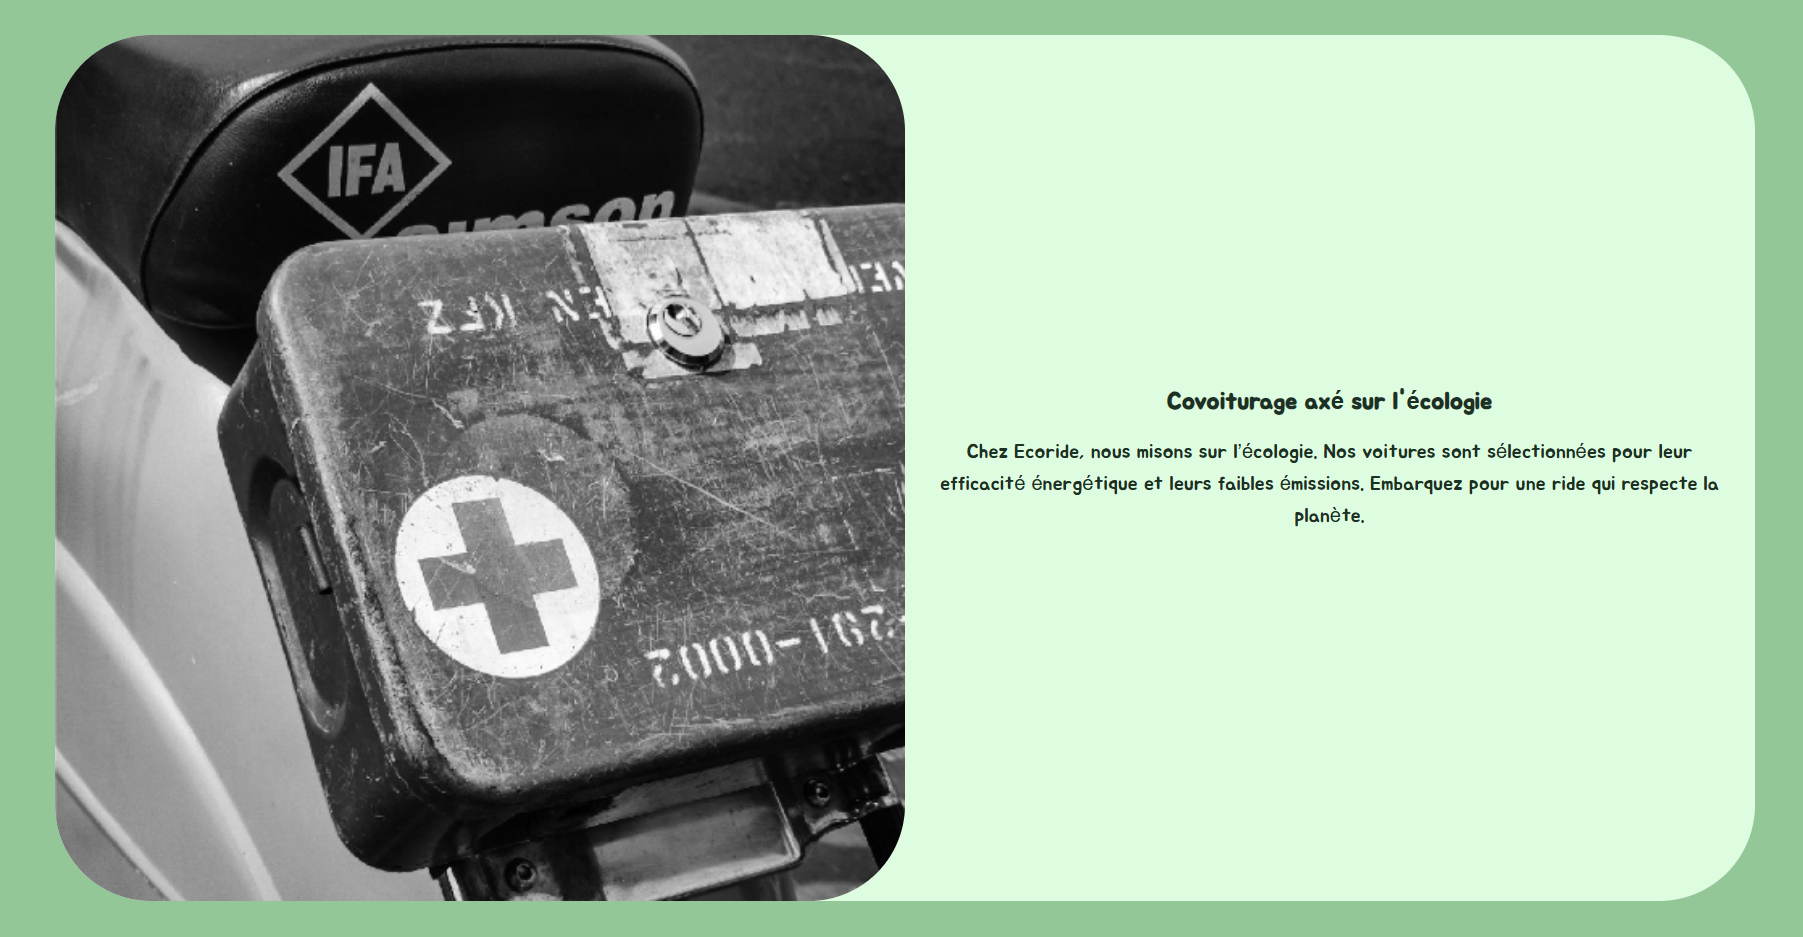 IFA
simson
Covoiturage axé sur l'écologie
Chez Ecoride, nous misons sur l'écologie. Nos voitures sont sélectionnées pour leur
efficacité énergétique et leurs faibles émissions. Embarquez pour une ride qui respecte la
planète.